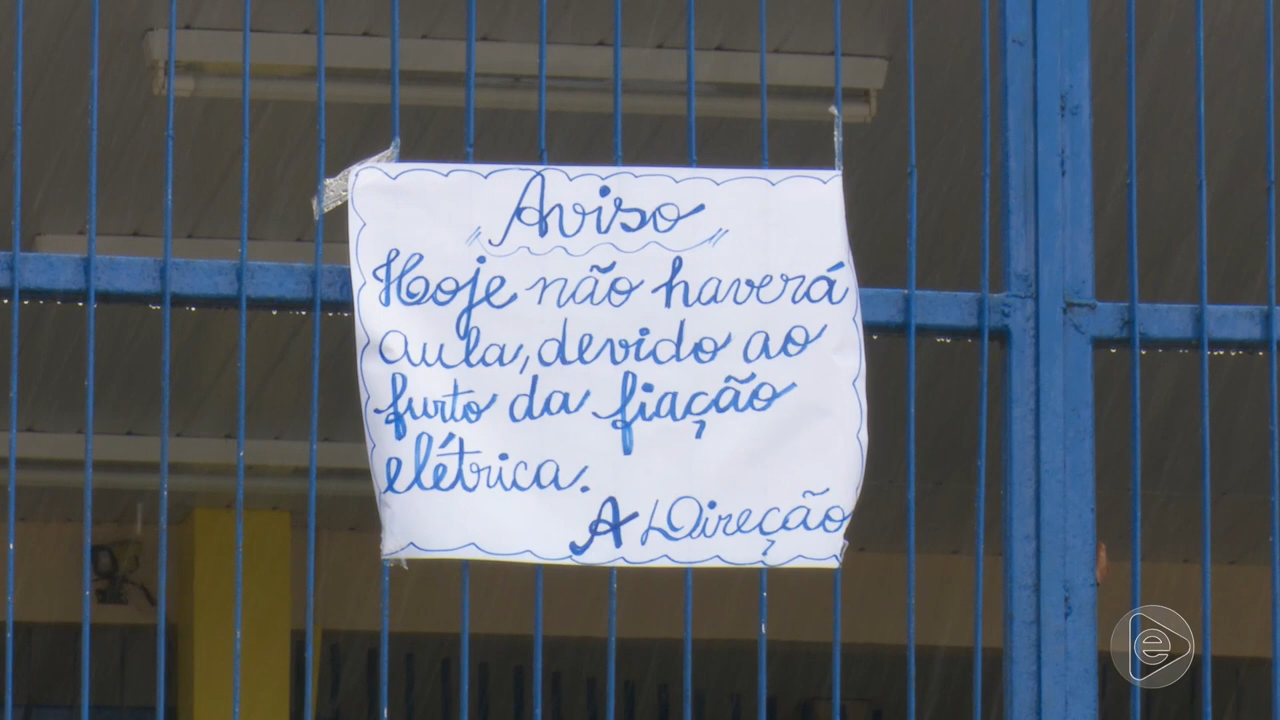 Aviso
Hoje não haverá
aula, devido ao
furto da fiação
elétrica.
A Direção
e